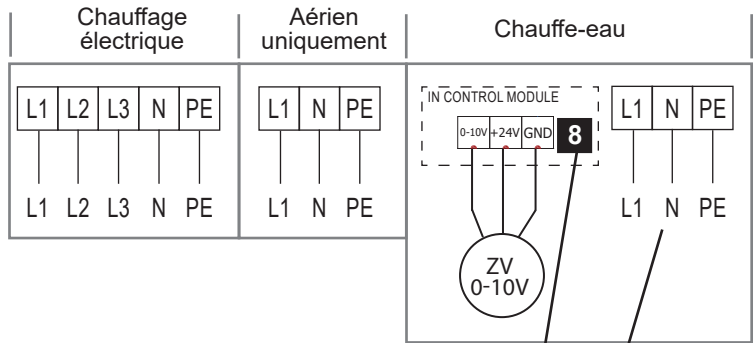 Chauffage
électrique
Aérien
uniquement
Chauffe-eau
L1 L2 L3 N PE
L1 L2 L3 N PE
L1 N PE
L1 N PE
IN CONTROL MODULE
0-10V +24V GND 8
ZV
0-10V
L1 N PE
L1 N PE